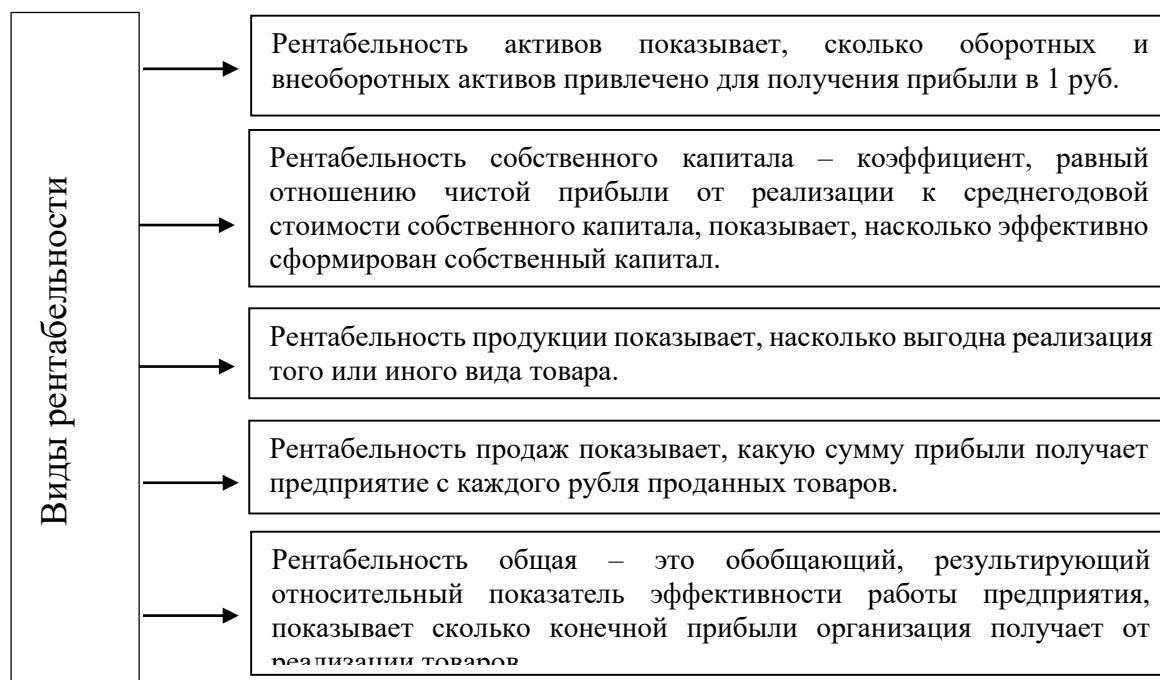 Виды рентабельности
Рентабельность активов показывает, сколько оборотных и
внеоборотных активов привлечено для получения прибыли в 1 руб.
Рентабельность собственного капитала – коэффициент, равный
отношению чистой прибыли от реализации к среднегодовой
стоимости собственного капитала, показывает, насколько эффективно
сформирован собственный капитал.
Рентабельность продукции показывает, насколько выгодна реализация
того или иного вида товара.
Рентабельность продаж показывает, какую сумму прибыли получает
предприятие с каждого рубля проданных товаров.
Рентабельность общая – это обобщающий, результирующий
относительный показатель эффективности работы предприятия,
показывает сколько конечной прибыли организация получает от
реализации товаров